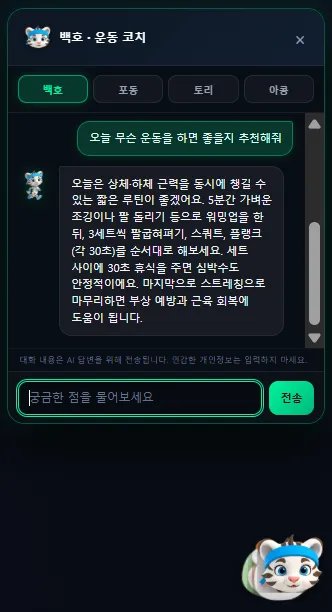 백호 · 운동 코치
×
백호 포동 토리 아콩
오늘 무슨 운동을 하면 좋을지 추천해줘
오늘은 상체·하체 근력을 동시에 챙길 수
있는 짧은 루틴이 좋겠어요. 5분간 가벼운
조깅이나 팔 돌리기 등으로 워밍업을 한
뒤, 3세트씩 팔굽혀펴기, 스쿼트, 플랭크
(각 30초)를 순서대로 해보세요. 세트
사이에 30초 휴식을 주면 심박수도
안정적이에요. 마지막으로 스트레칭으로
마무리하면 부상 예방과 근육 회복에
도움이 됩니다.
대화 내용은 AI 답변을 위해 전송됩니다. 민감한 개인정보는 입력하지 마세요.
궁금한 점을 물어보세요
전송